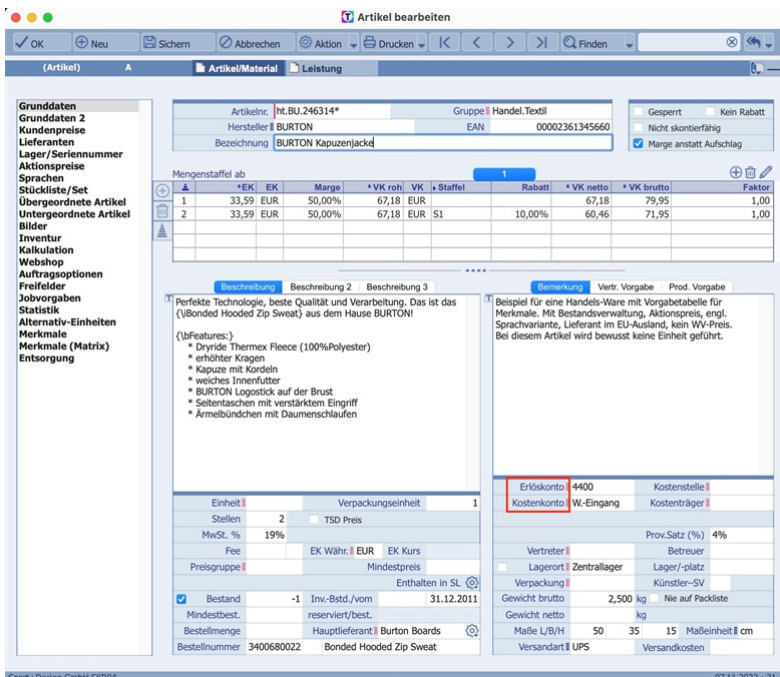 Artikel bearbeiten
OK Neu Sichern Abbrechen Aktion Drucken Finden
(Artikel) A Artikel/Material Leistung
Grunddaten
Grunddaten 2
Kundenpreise
Lieferanten
Lager/Seriennummer
Aktionspreise
Sprachen
Stückliste/Set
Übergeordnete Artikel
Untergeordnete Artikel
Bilder
Inventur
Kalkulation
Webshop
Auftragsoptionen
Freifelder
Jobvorgaben
Statistik
Alternativ-Einheiten
Merkmale
Merkmale (Matrix)
Entsorgung
Artikelnr. ht.BU.246314* Gruppe Handel.Textil
Hersteller BURTON EAN 00002361345660
Bezeichnung BURTON Kapuzenjacke
Gesperrt Kein Rabatt
Nicht skontierfähig
Marge anstatt Aufschlag
Mengenstaffel ab 1
*EK EK Marge *VK roh VK Staffel Rabatt *VK netto *VK brutto Faktor
1 33,59 EUR 50,00% 67,18 EUR 67,18 79,95 1,00
2 33,59 EUR 50,00% 67,18 EUR S1 10,00% 60,46 71,95 1,00
Beschreibung Beschreibung 2 Beschreibung 3
Perfekte Technologie, beste Qualität und Verarbeitung. Das ist das
{\iBonded Hooded Zip Sweat} aus dem Hause BURTON!
{\bFeatures:}
* Dryride Thermex Fleece (100%Polyester)
* erhöhter Kragen
* Kapuze mit Kordeln
* weiches Innenfutter
* BURTON Logostick auf der Brust
* Seitentaschen mit verstärktem Eingriff
* Ärmelbündchen mit Daumenschlaufen
Bemerkung Vertr. Vorgabe Prod. Vorgabe
Beispiel für eine Handels-Ware mit Vorgabetabelle für
Merkmale. Mit Bestandsverwaltung, Aktionspreis, engl.
Sprachvariante, Lieferant im EU-Ausland, kein WV-Preis.
Bei diesem Artikel wird bewusst keine Einheit geführt.
Einheit Verpackungseinheit 1
Stellen 2 TSD Preis
MwSt. % 19%
Fee EK Währ. EUR EK Kurs
Preisgruppe Mindestpreis
Enthalten in SL
Bestand -1 Inv.-Bstd./vom 31.12.2011
Mindestbest. reserviert/best.
Bestellmenge Hauptlieferant Burton Boards
Bestellnummer 3400680022 Bonded Hooded Zip Sweat
Erlöskonto 4400 Kostenstelle
Kostenkonto W.-Eingang Kostenträger
Prov.Satz (%) 4%
Vertreter Betreuer
Lagerort Zentrallager Lager/-platz
Verpackung Künstler-SV
Gewicht brutto 2,500 kg Nie auf Packliste
Gewicht netto kg
Maße L/B/H 50 35 15 Maßeinheit cm
Versandart UPS Versandkosten